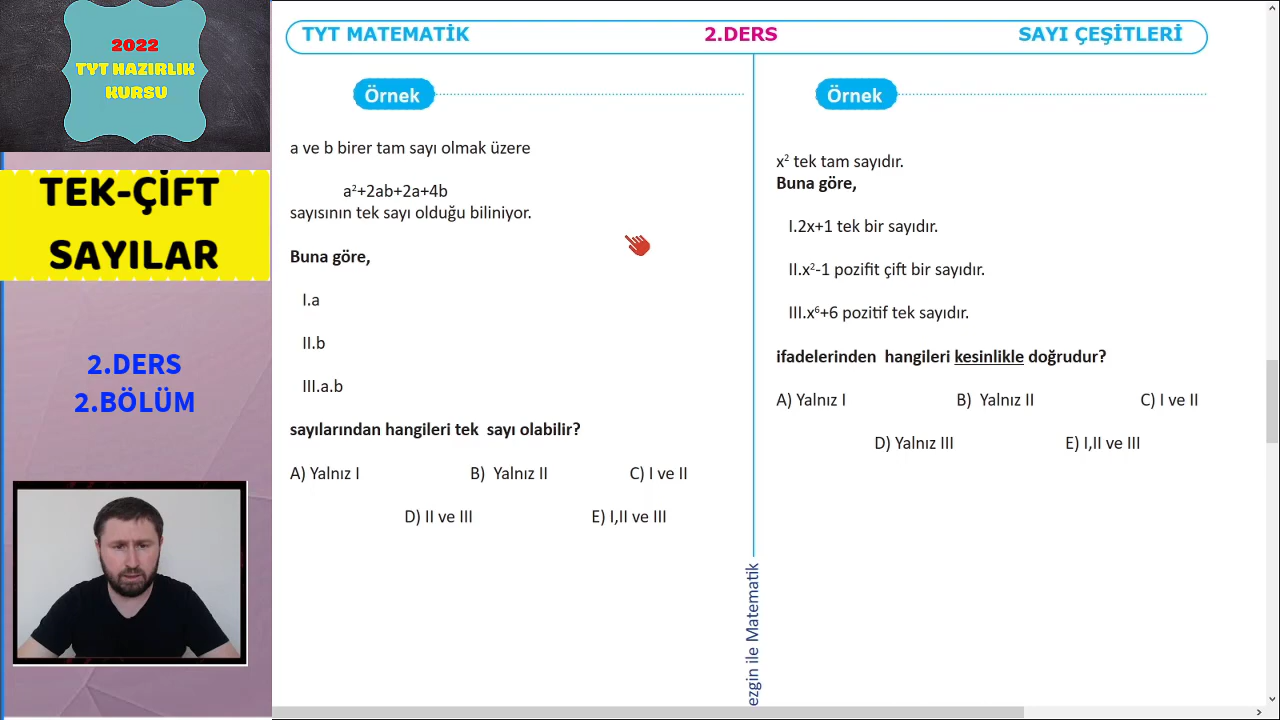 2022
TYT HAZIRLIK
KURSU
TEK-ÇİFT
SAYILAR
2.DERS
2.BÖLÜM
TYT MATEMATİK 2.DERS SAYI ÇEŞİTLERİ
Örnek
a ve b birer tam sayı olmak üzere
a²+2ab+2a+4b
sayısının tek sayı olduğu biliniyor.
Buna göre,
I.a
II.b
III.a.b
sayılarından hangileri tek sayı olabilir?
A) Yalnız I B) Yalnız II C) I ve II
D) II ve III E) I,II ve III
Örnek
x² tek tam sayıdır.
Buna göre,
I.2x+1 tek bir sayıdır.
II.x²-1 pozifit çift bir sayıdır.
III.x⁶+6 pozitif tek sayıdır.
ifadelerinden hangileri kesinlikle doğrudur?
A) Yalnız I B) Yalnız II C) I ve II
D) Yalnız III E) I,II ve III
ezgin ile Matematik